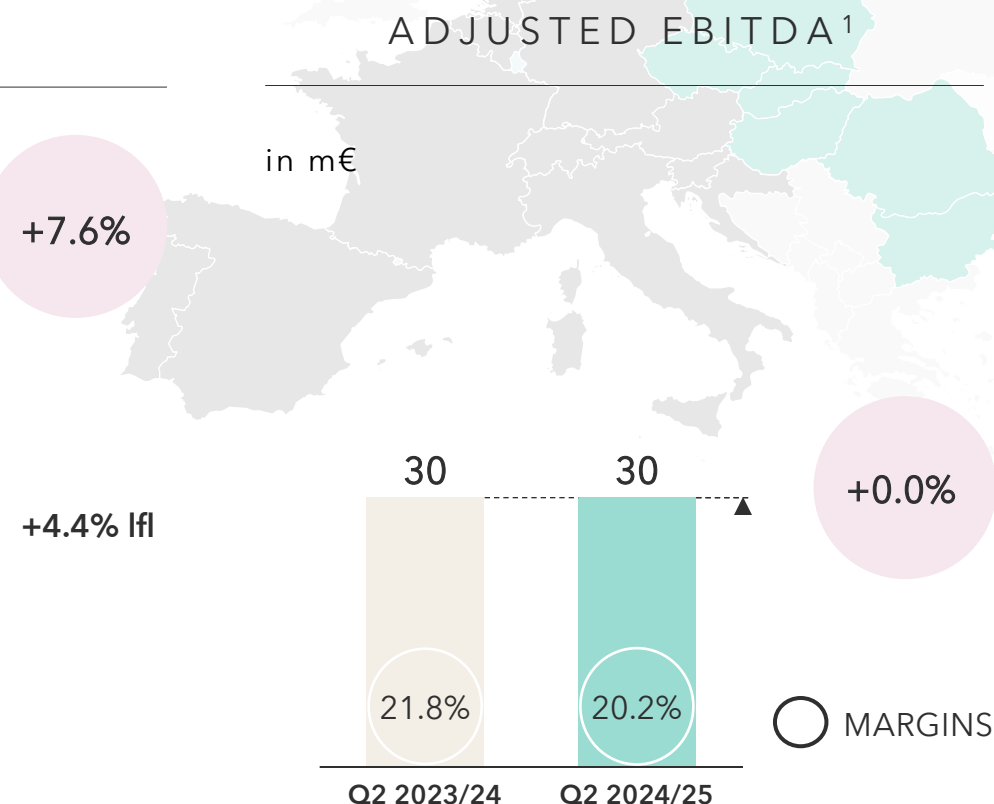 ADJUSTED EBITDA¹
in m€
+7.6%
30
30
+0.0%
+4.4% lfl
21.8%
20.2%
MARGINS
Q2 2023/24
Q2 2024/25